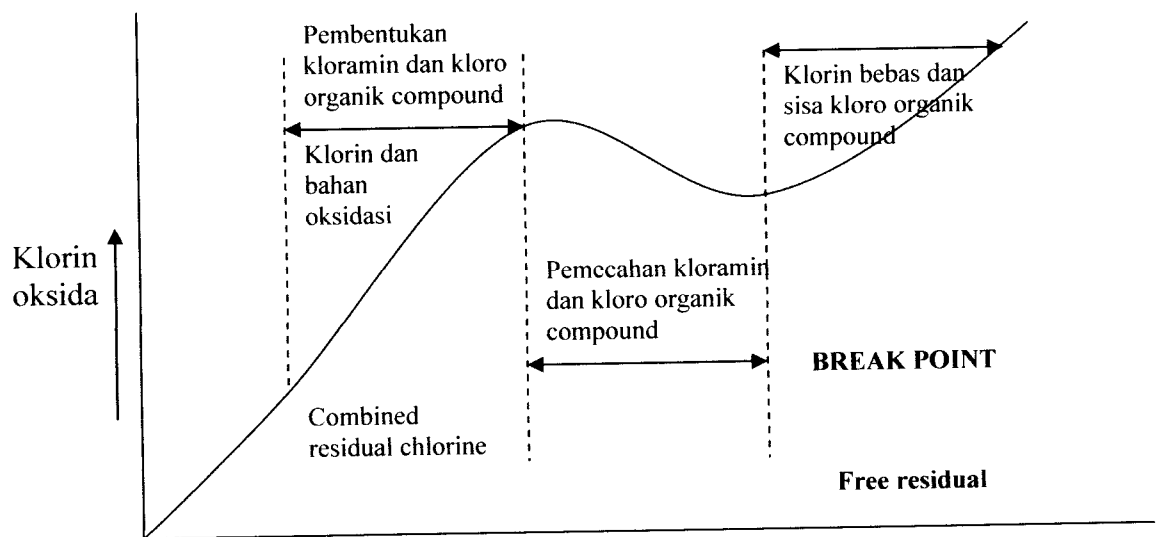 Pembentukan
kloramin dan kloro
organik compound
Klorin dan
bahan
oksidasi
Klorin bebas dan
sisa kloro organik
compound
Klorin
oksida
Pemecahan kloramin
dan kloro organik
compound
BREAK POINT
Combined
residual chlorine
Free residual